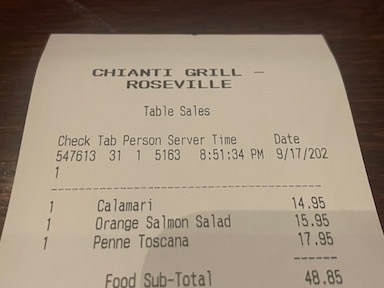 CHIANTI GRILL -
ROSEVILLE
Table Sales
Check Tab Person Server Time Date
547613 31 1 5163 8:51:34 PM 9/17/202
1
--------------------------------------------
1 Calamari 14.95
1 Orange Salmon Salad 15.95
1 Penne Toscana 17.95
------
Food Sub-Total 48.85